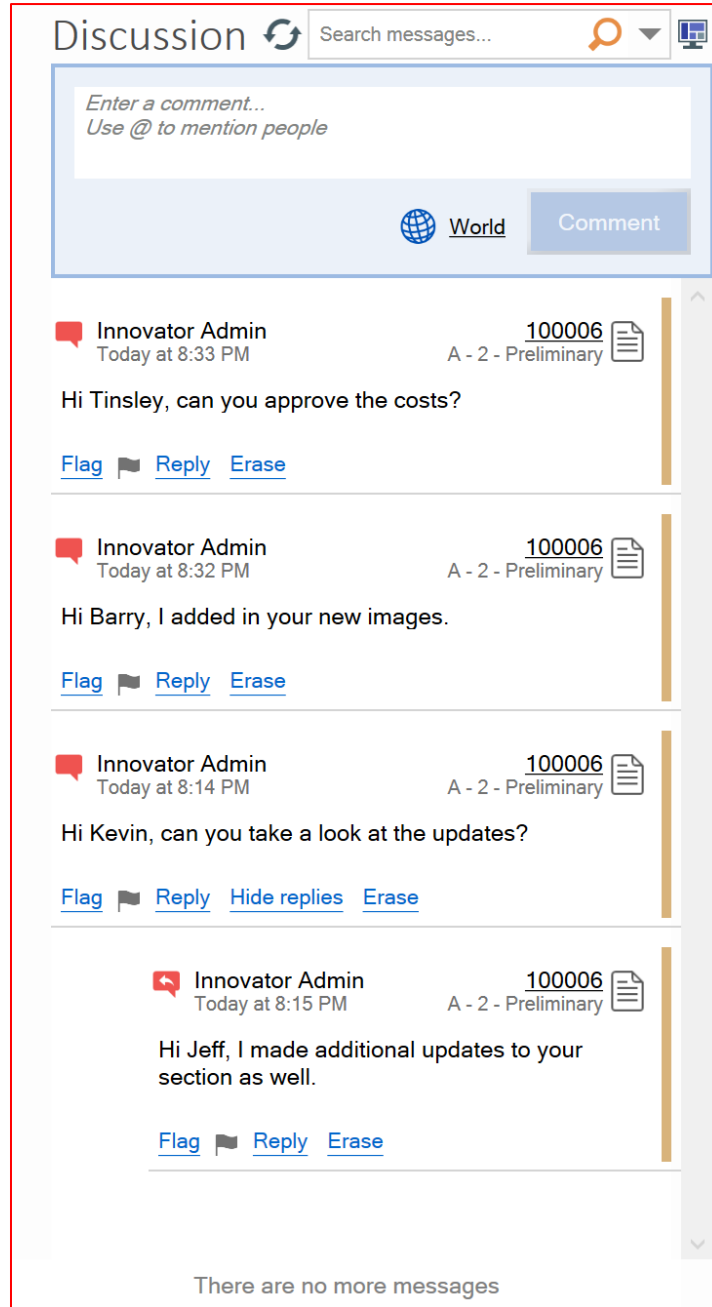 Discussion Search messages...
Enter a comment...
Use @ to mention people
World Comment
Innovator Admin 100006
Today at 8:33 PM A - 2 - Preliminary
Hi Tinsley, can you approve the costs?
Flag Reply Erase
Innovator Admin 100006
Today at 8:32 PM A - 2 - Preliminary
Hi Barry, I added in your new images.
Flag Reply Erase
Innovator Admin 100006
Today at 8:14 PM A - 2 - Preliminary
Hi Kevin, can you take a look at the updates?
Flag Reply Hide replies Erase
Innovator Admin 100006
Today at 8:15 PM A - 2 - Preliminary
Hi Jeff, I made additional updates to your
section as well.
Flag Reply Erase
There are no more messages